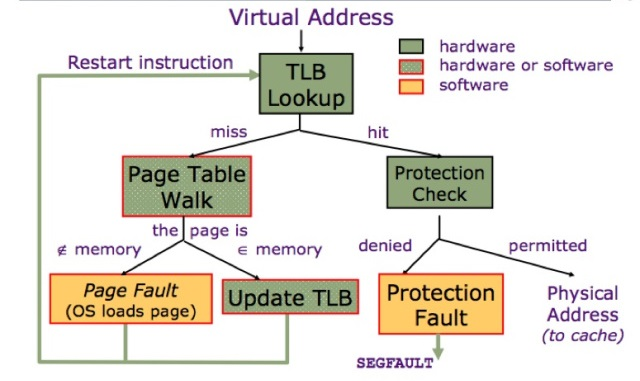 Virtual Address
hardware
hardware or software
software
Restart instruction
TLB
Lookup
miss
hit
Page Table
Walk
Protection
Check
the page is
∉ memory
∈ memory
denied
permitted
Page Fault
(OS loads page)
Update TLB
Protection
Fault
Physical
Address
(to cache)
SEGFAULT